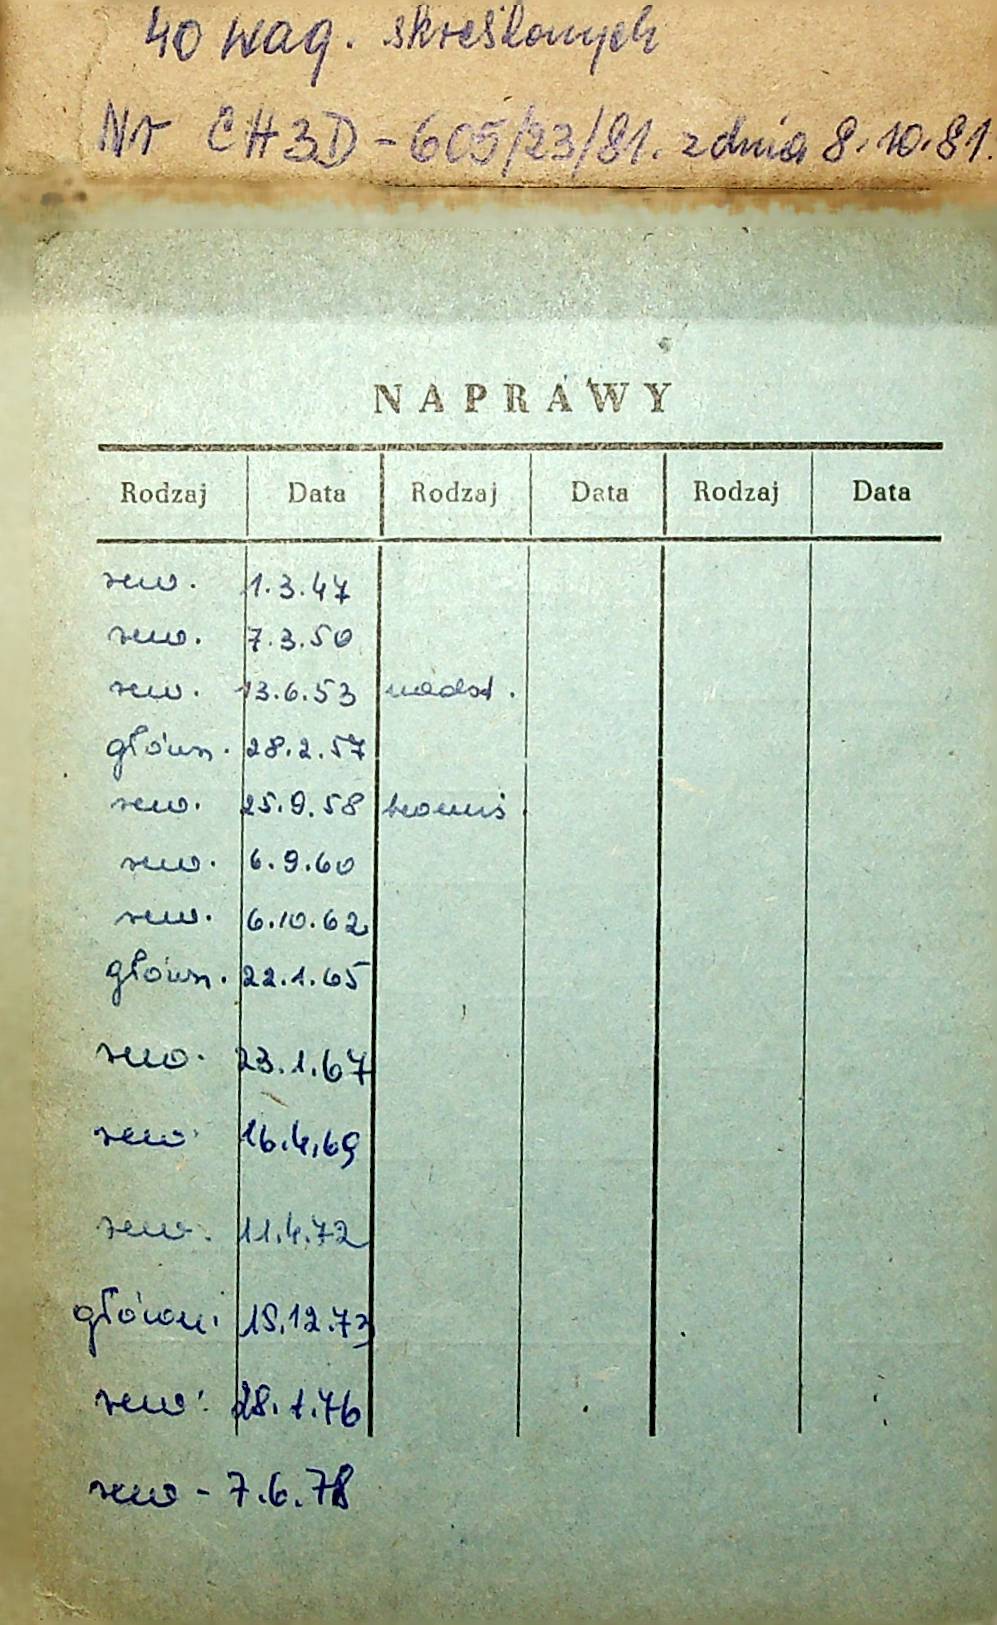 40 wag. skreślonych
Nr CH3D-605/23/81. z dnia 8.10.81.
NAPRAWY
Rodzaj Data Rodzaj Data Rodzaj Data
rew. 1.3.47
rew. 7.3.50
rew. 13.6.53 nadst.
główn. 28.2.57
rew. 25.9.58
rew. 6.9.60
rew. 6.10.62
główn. 22.1.65
rew. 23.1.67
rew. 16.4.69
rew. 11.4.72
główn. 15.12.73
rew. 28.1.76
rew - 7.6.78